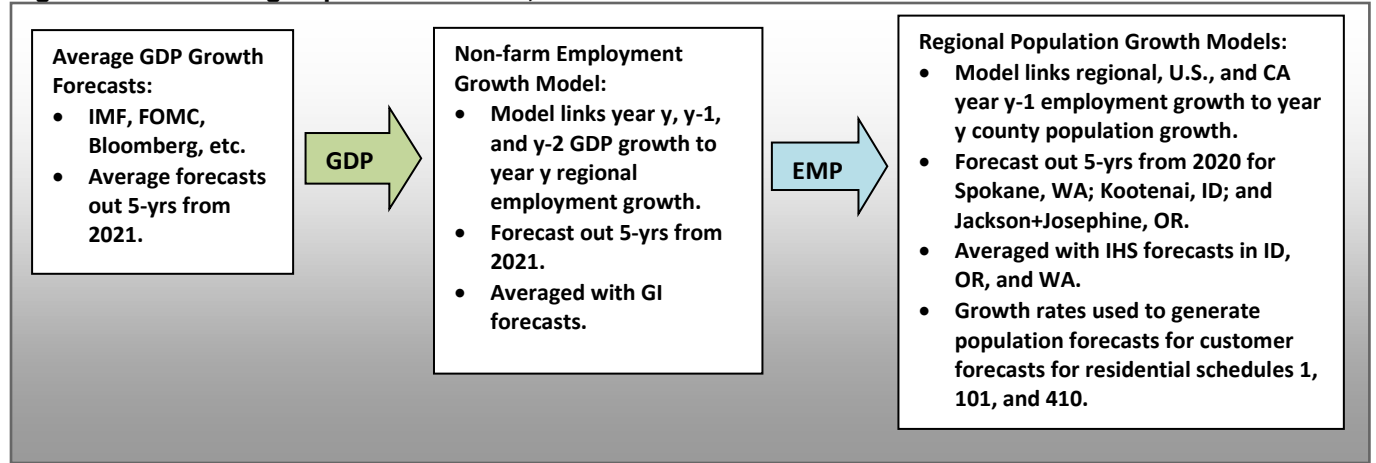 Average GDP Growth
Forecasts:
• IMF, FOMC,
Bloomberg, etc.
• Average forecasts
out 5-yrs from
2021.
GDP
Non-farm Employment
Growth Model:
• Model links year y, y-1,
and y-2 GDP growth to
year y regional
employment growth.
• Forecast out 5-yrs from
2021.
• Averaged with GI
forecasts.
EMP
Regional Population Growth Models:
• Model links regional, U.S., and CA
year y-1 employment growth to year
y county population growth.
• Forecast out 5-yrs from 2020 for
Spokane, WA; Kootenai, ID; and
Jackson+Josephine, OR.
• Averaged with IHS forecasts in ID,
OR, and WA.
• Growth rates used to generate
population forecasts for customer
forecasts for residential schedules 1,
101, and 410.